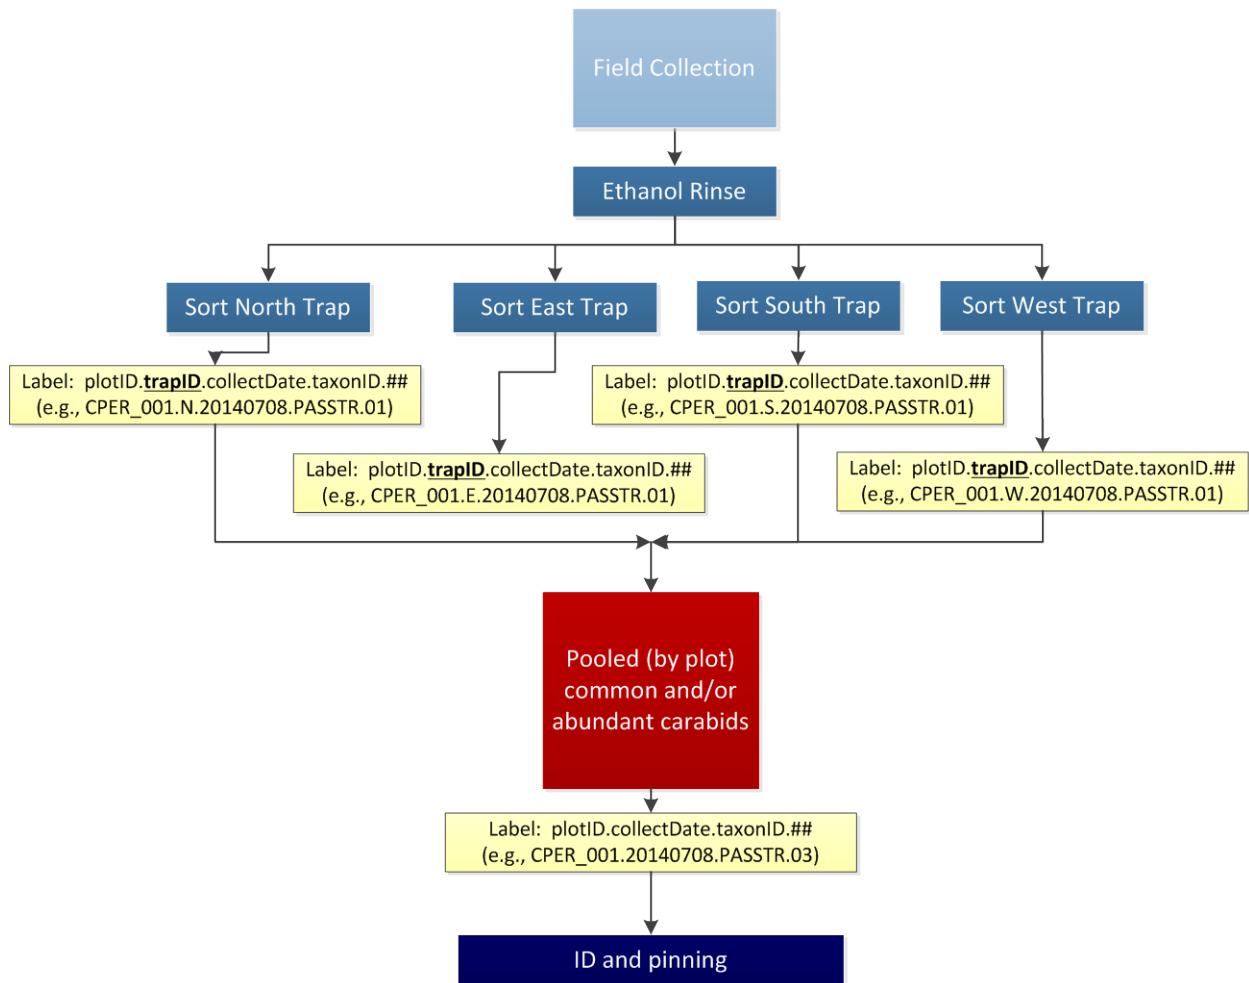 Field Collection
Ethanol Rinse
Sort North Trap
Sort East Trap
Sort South Trap
Sort West Trap
Label:  plotID.trapID.collectDate.taxonID.##
(e.g., CPER_001.N.20140708.PASSTR.01)
Label:  plotID.trapID.collectDate.taxonID.##
(e.g., CPER_001.S.20140708.PASSTR.01)
Label:  plotID.trapID.collectDate.taxonID.##
(e.g., CPER_001.E.20140708.PASSTR.01)
Label:  plotID.trapID.collectDate.taxonID.##
(e.g., CPER_001.W.20140708.PASSTR.01)
Pooled (by plot)
common and/or
abundant carabids
Label:  plotID.collectDate.taxonID.##
(e.g., CPER_001.20140708.PASSTR.03)
ID and pinning